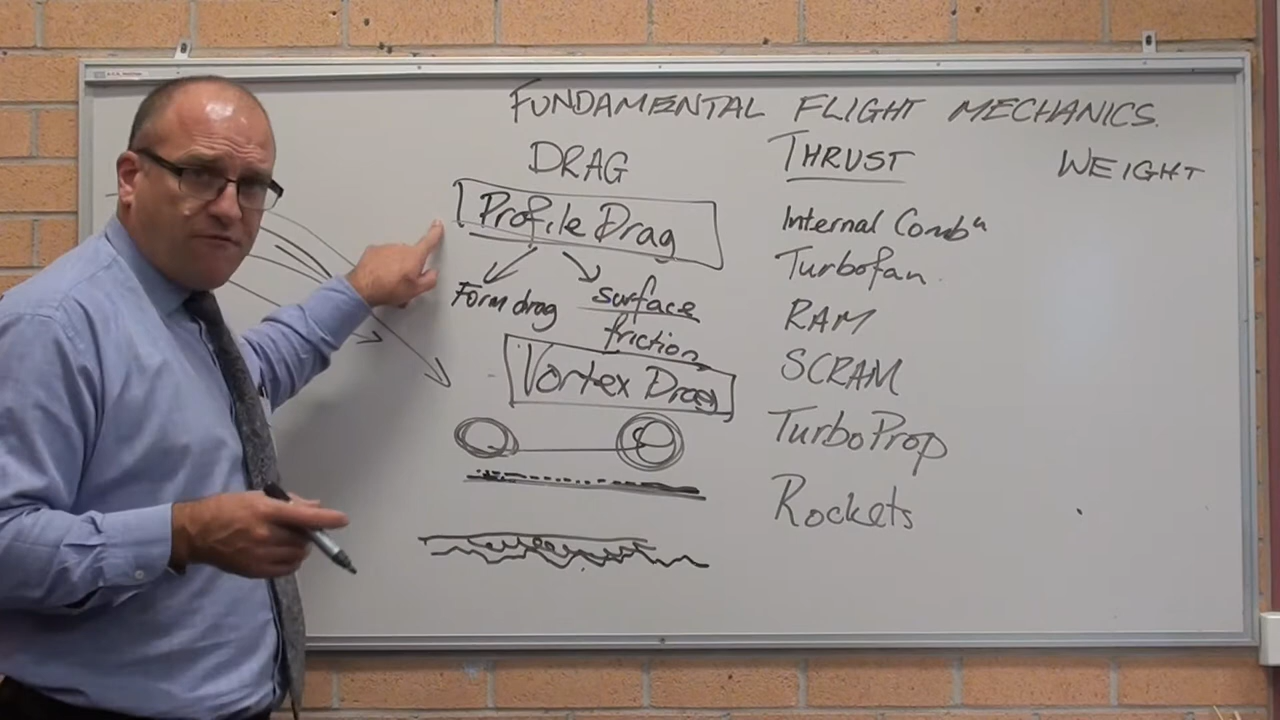 FUNDAMENTAL FLIGHT MECHANICS.
DRAG
Profile Drag
Form drag
surface
friction
Vortex Drag
THRUST
Internal Combⁿ
Turbofan
RAM
SCRAM
TurboProp
Rockets
WEIGHT